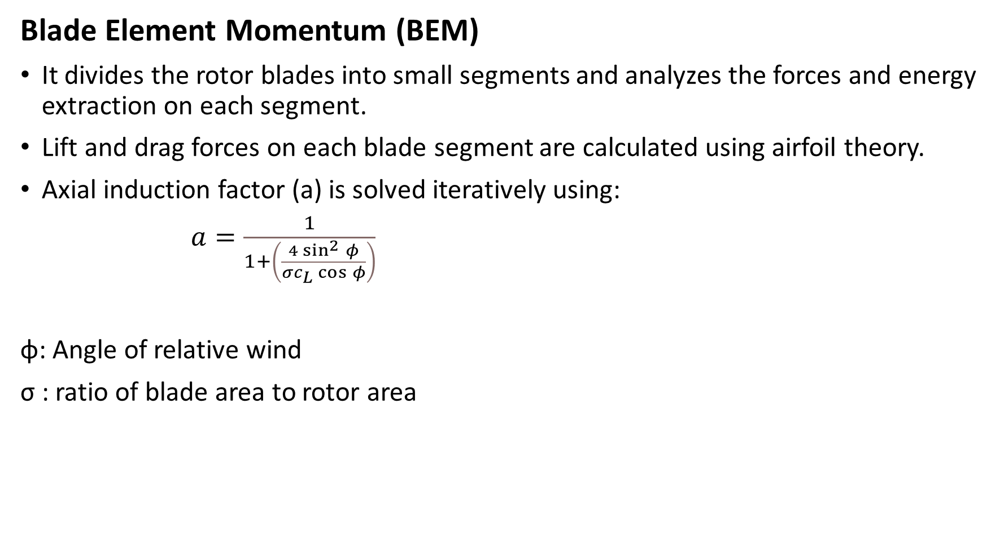 Blade Element Momentum (BEM)
• It divides the rotor blades into small segments and analyzes the forces and energy
extraction on each segment.
• Lift and drag forces on each blade segment are calculated using airfoil theory.
• Axial induction factor (a) is solved iteratively using:
a = \frac{1}{1+\left(\frac{4 \sin^2 \phi}{\sigma c_L \cos \phi}\right)}
ϕ: Angle of relative wind
σ : ratio of blade area to rotor area